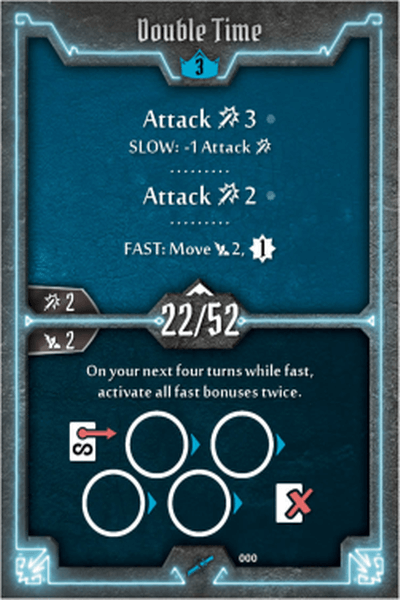 Double Time
3
Attack 3
SLOW: -1 Attack
Attack 2
FAST: Move 2, 1
2
22/52
2
On your next four turns while fast,
activate all fast bonuses twice.
S
000